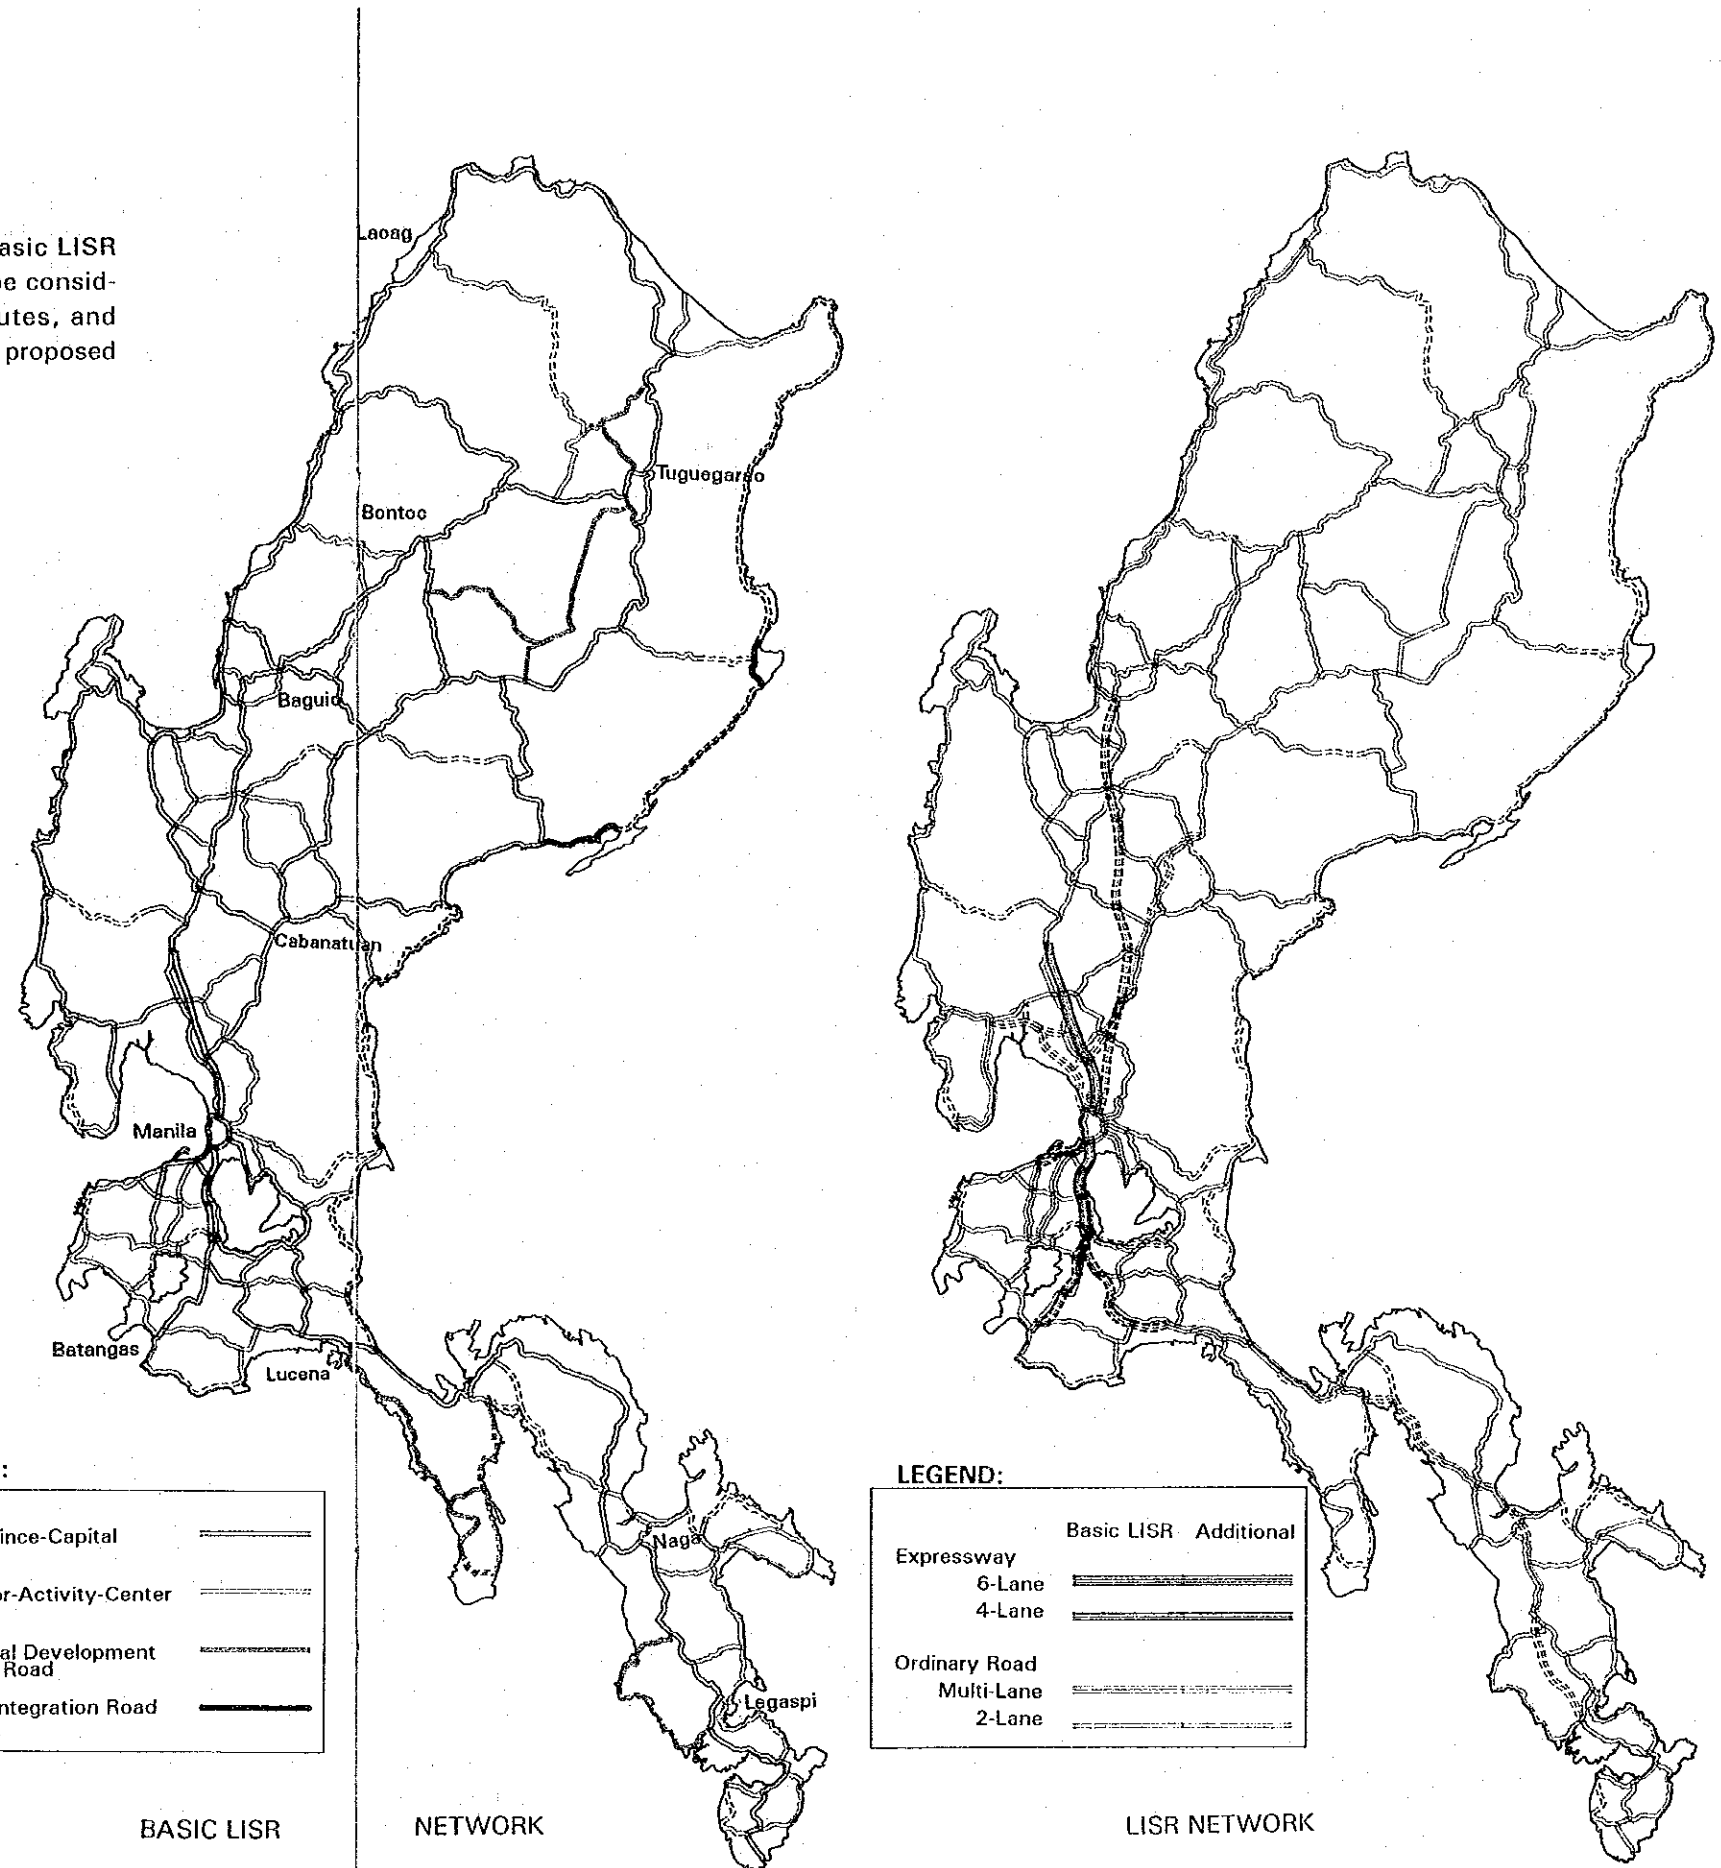 asic LISR
be consid-
utes, and
proposed
Laoag
Tuguegarao
Bontoc
Baguio
Cabanatuan
Manila
Batangas
Lucena
Naga
Legaspi
:
ince-Capital
or-Activity-Center
al Development
Road
ntegration Road
BASIC LISR NETWORK
LEGEND:
Basic LISR Additional
Expressway
6-Lane
4-Lane
Ordinary Road
Multi-Lane
2-Lane
LISR NETWORK